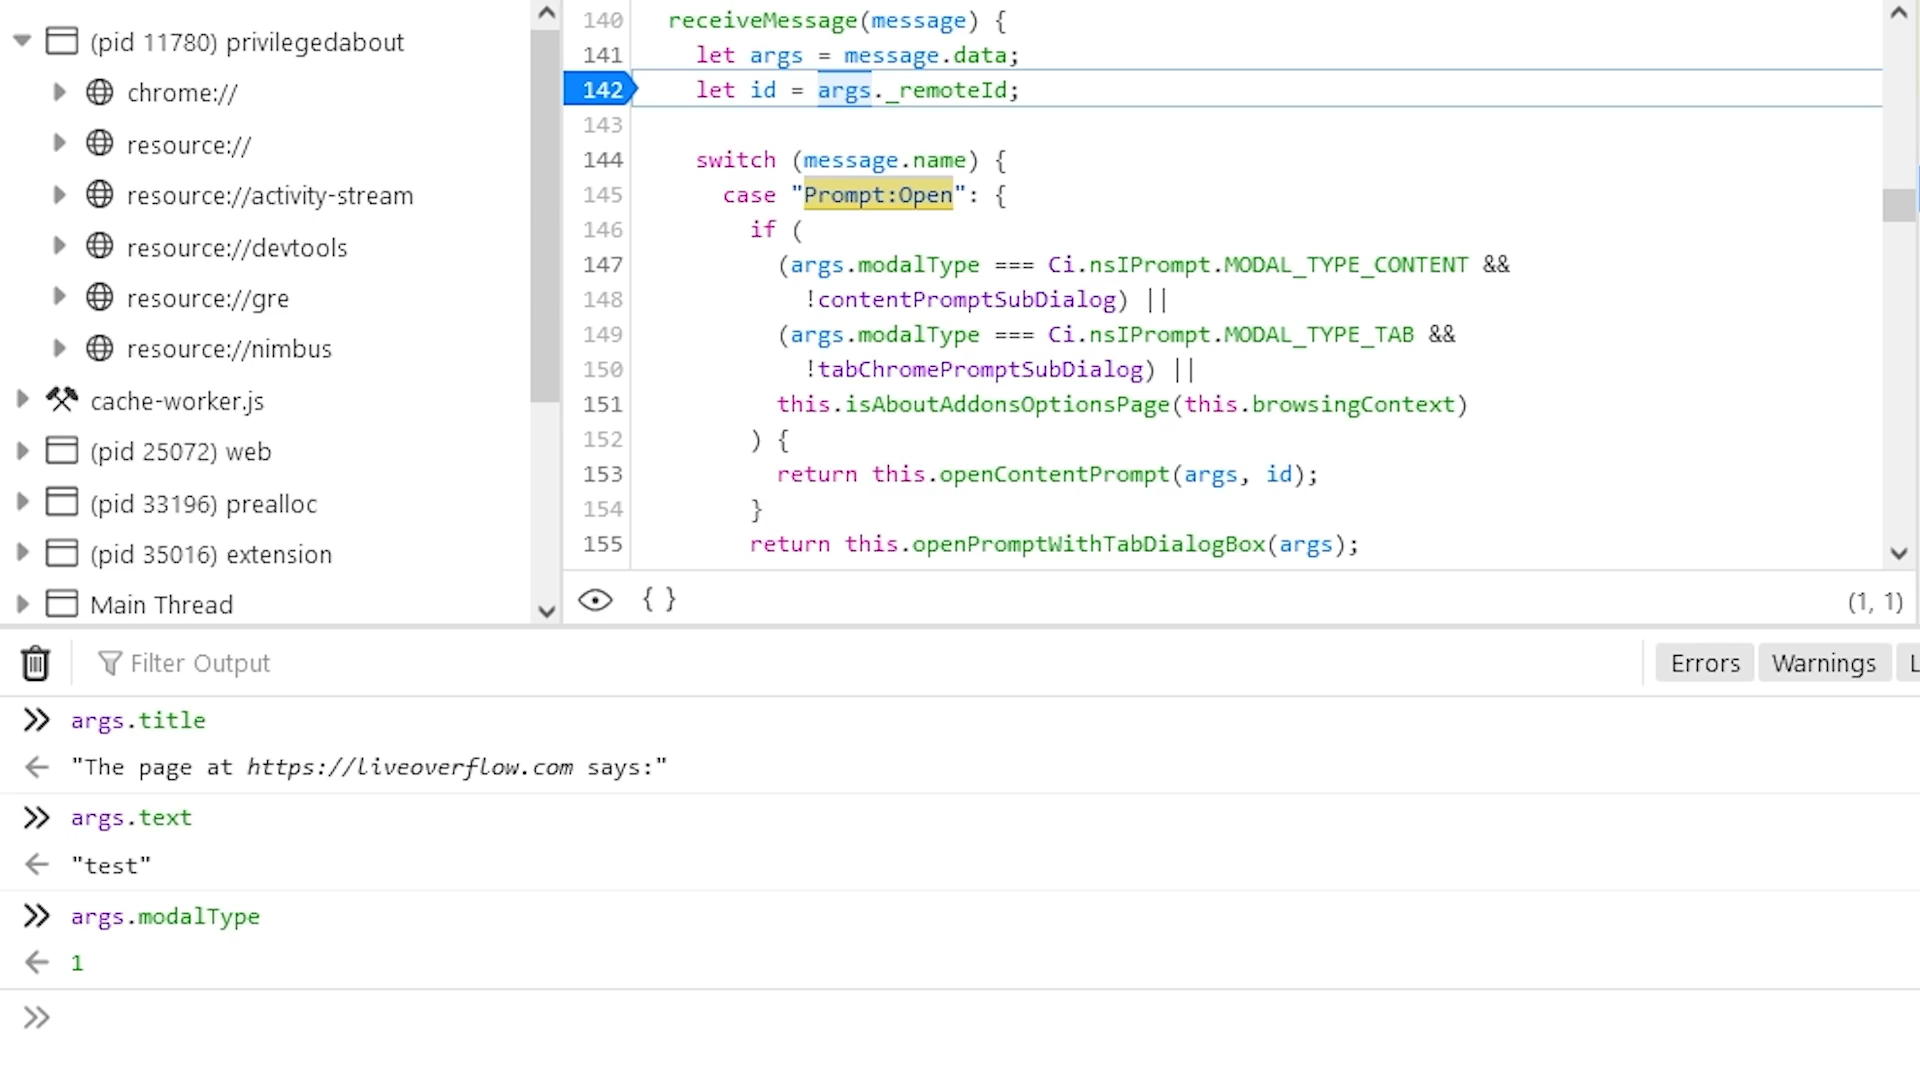 (pid 11780) privilegedabout
chrome://
resource://
resource://activity-stream
resource://devtools
resource://gre
resource://nimbus
cache-worker.js
(pid 25072) web
(pid 33196) prealloc
(pid 35016) extension
Main Thread
140 receiveMessage(message) {
141 let args = message.data;
142 let id = args._remoteId;
143
144 switch (message.name) {
145 case "Prompt:Open": {
146 if (
147 (args.modalType === Ci.nsIPrompt.MODAL_TYPE_CONTENT &&
148 !contentPromptSubDialog) ||
149 (args.modalType === Ci.nsIPrompt.MODAL_TYPE_TAB &&
150 !tabChromePromptSubDialog) ||
151 this.isAboutAddonsOptionsPage(this.browsingContext)
152 ) {
153 return this.openContentPrompt(args, id);
154 }
155 return this.openPromptWithTabDialogBox(args);
{ } (1, 1)
Filter Output Errors Warnings L
args.title
"The page at https://liveoverflow.com says:"
args.text
"test"
args.modalType
1